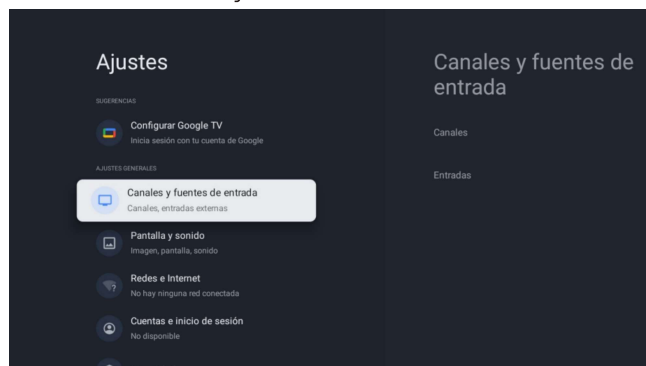 Ajustes
SUGERENCIAS
Configurar Google TV
Inicia sesión con tu cuenta de Google
AJUSTES GENERALES
Canales y fuentes de entrada
Canales, entradas externas
Pantalla y sonido
Imagen, pantalla, sonido
Redes e Internet
No hay ninguna red conectada
Cuentas e inicio de sesión
No disponible
Canales y fuentes de
entrada
Canales
Entradas